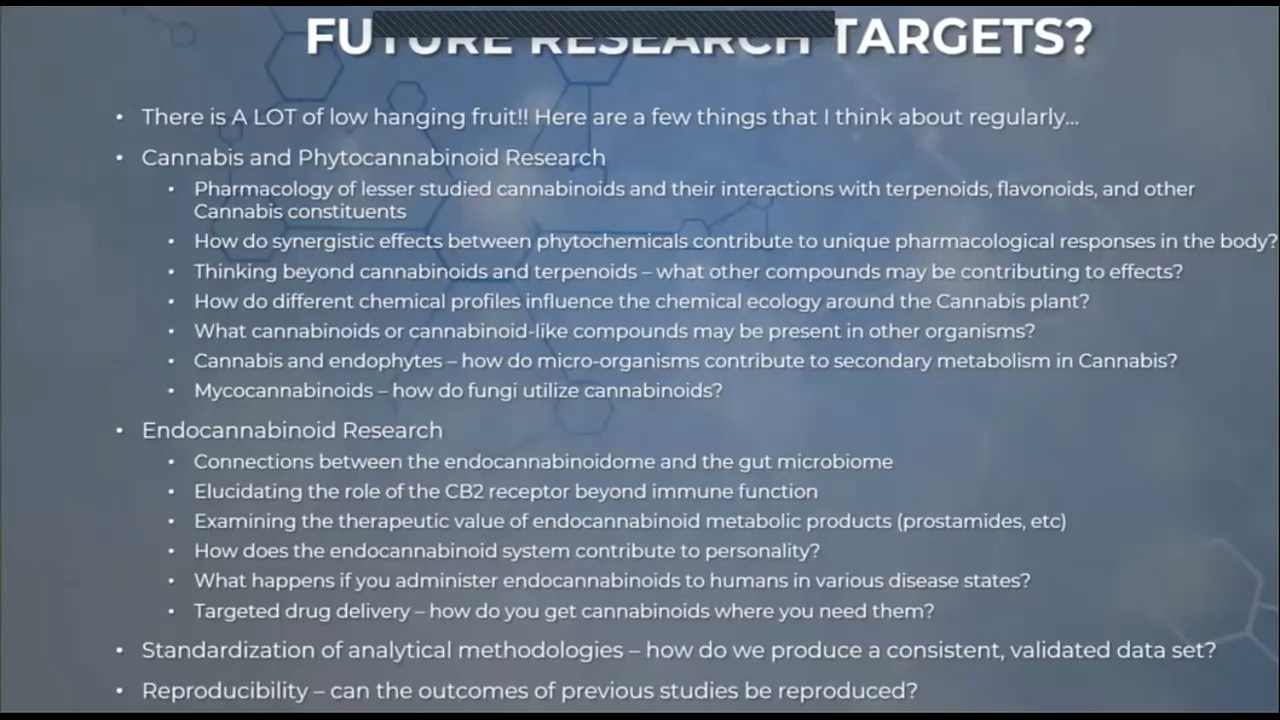 FUTURE RESEARCH TARGETS?
• There is A LOT of low hanging fruit!! Here are a few things that I think about regularly...
• Cannabis and Phytocannabinoid Research
• Pharmacology of lesser studied cannabinoids and their interactions with terpenoids, flavonoids, and other
Cannabis constituents
• How do synergistic effects between phytochemicals contribute to unique pharmacological responses in the body?
• Thinking beyond cannabinoids and terpenoids – what other compounds may be contributing to effects?
• How do different chemical profiles influence the chemical ecology around the Cannabis plant?
• What cannabinoids or cannabinoid-like compounds may be present in other organisms?
• Cannabis and endophytes – how do micro-organisms contribute to secondary metabolism in Cannabis?
• Mycocannabinoids – how do fungi utilize cannabinoids?
• Endocannabinoid Research
• Connections between the endocannabinoidome and the gut microbiome
• Elucidating the role of the CB2 receptor beyond immune function
• Examining the therapeutic value of endocannabinoid metabolic products (prostamides, etc)
• How does the endocannabinoid system contribute to personality?
• What happens if you administer endocannabinoids to humans in various disease states?
• Targeted drug delivery – how do you get cannabinoids where you need them?
• Standardization of analytical methodologies – how do we produce a consistent, validated data set?
• Reproducibility – can the outcomes of previous studies be reproduced?